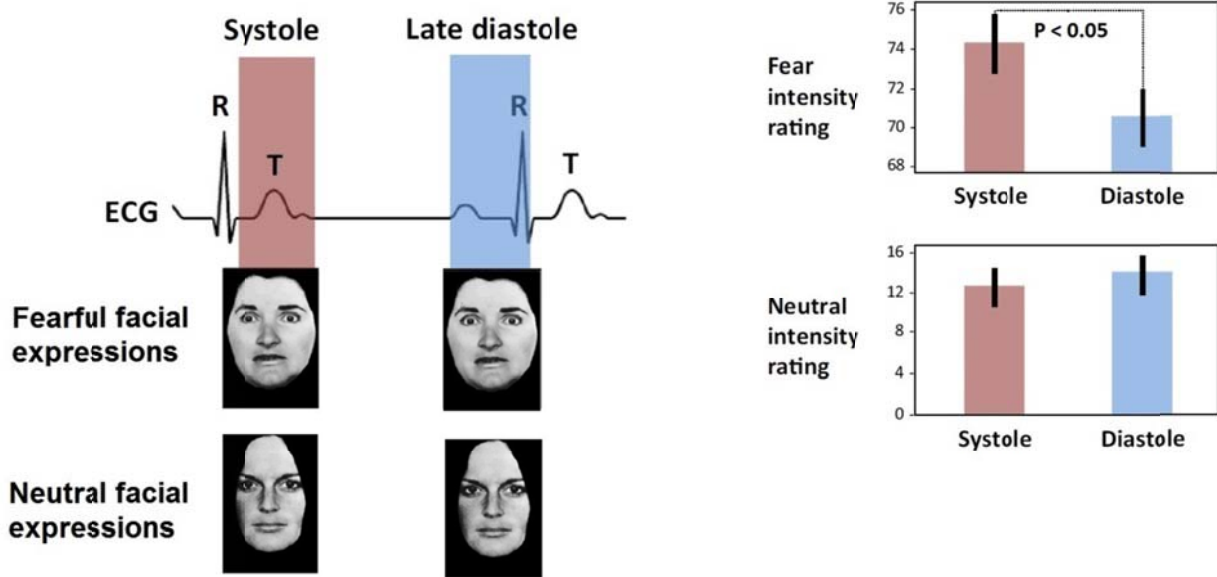 Systole
Late diastole
R
R
T
T
ECG
Fearful facial
expressions
Neutral facial
expressions
76
74
72
70
68
P < 0.05
Fear
intensity
rating
Systole
Diastole
16
12
8
4
0
Neutral
intensity
rating
Systole
Diastole